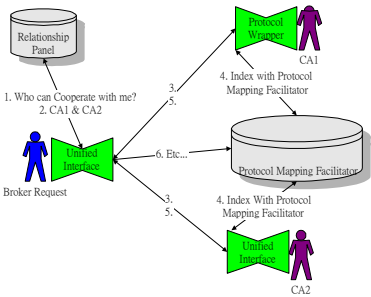 Relationship
Panel
Protocol
Wrapper
CA1
1. Who can Cooperate with me?
2. CA1 & CA2
3.
5.
4. Index with Protocol
Mapping Facilitator
Unified
Interface
Broker Request
6. Etc...
Protocol Mapping Facilitator
3.
5.
4. Index With Protocol
Mapping Facilitator
Unified
Interface
CA2